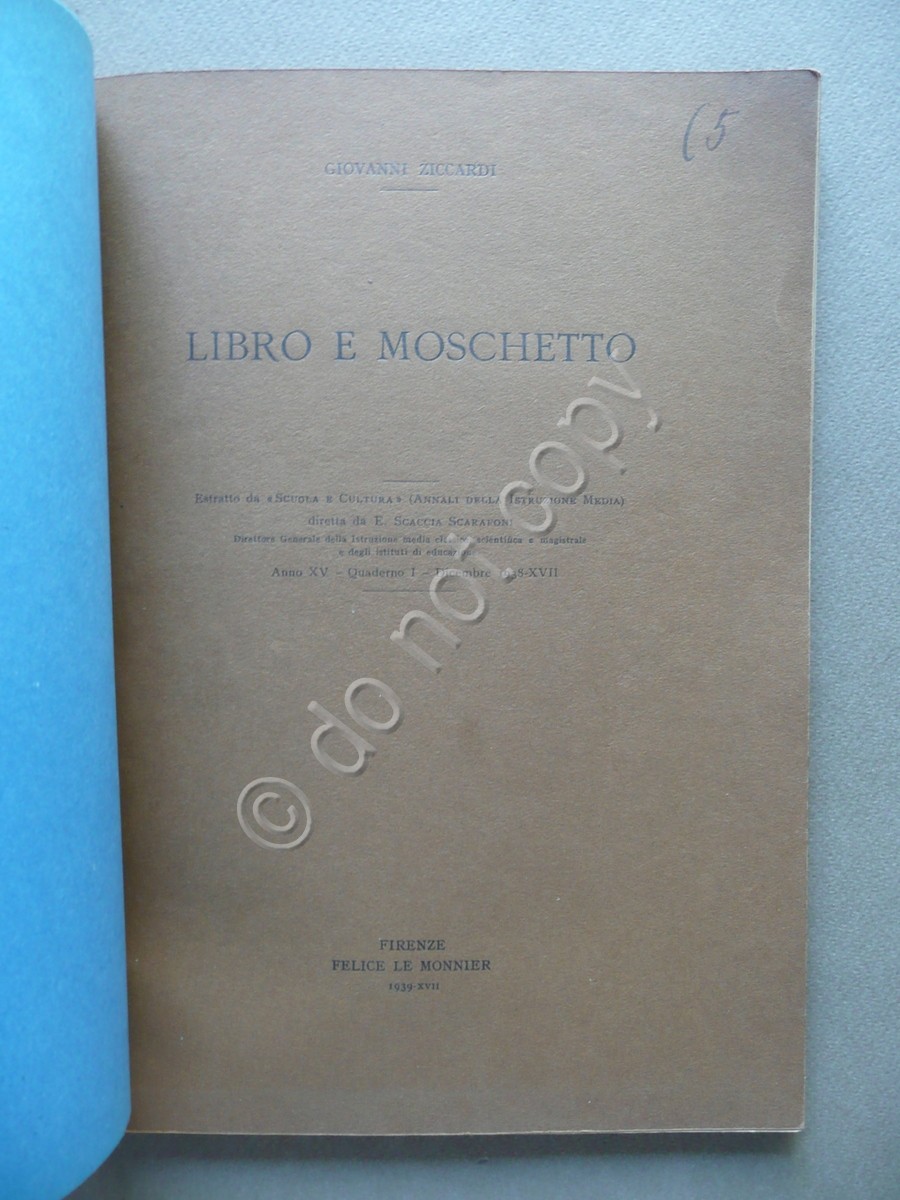 (5
GIOVANNI ZICCARDI
LIBRO E MOSCHETTO
Estratto da «SCUOLA E CULTURA» (ANNALI DELLA ISTRUZIONE MEDIA)
diretta da E. SCACCIA SCARAFONI
Direttore Generale della Istruzione media classica scientifica e magistrale
e degli istituti di educazione
Anno XV – Quaderno I – Dicembre 1938-XVII
© do not copy
FIRENZE
FELICE LE MONNIER
1939-XVII